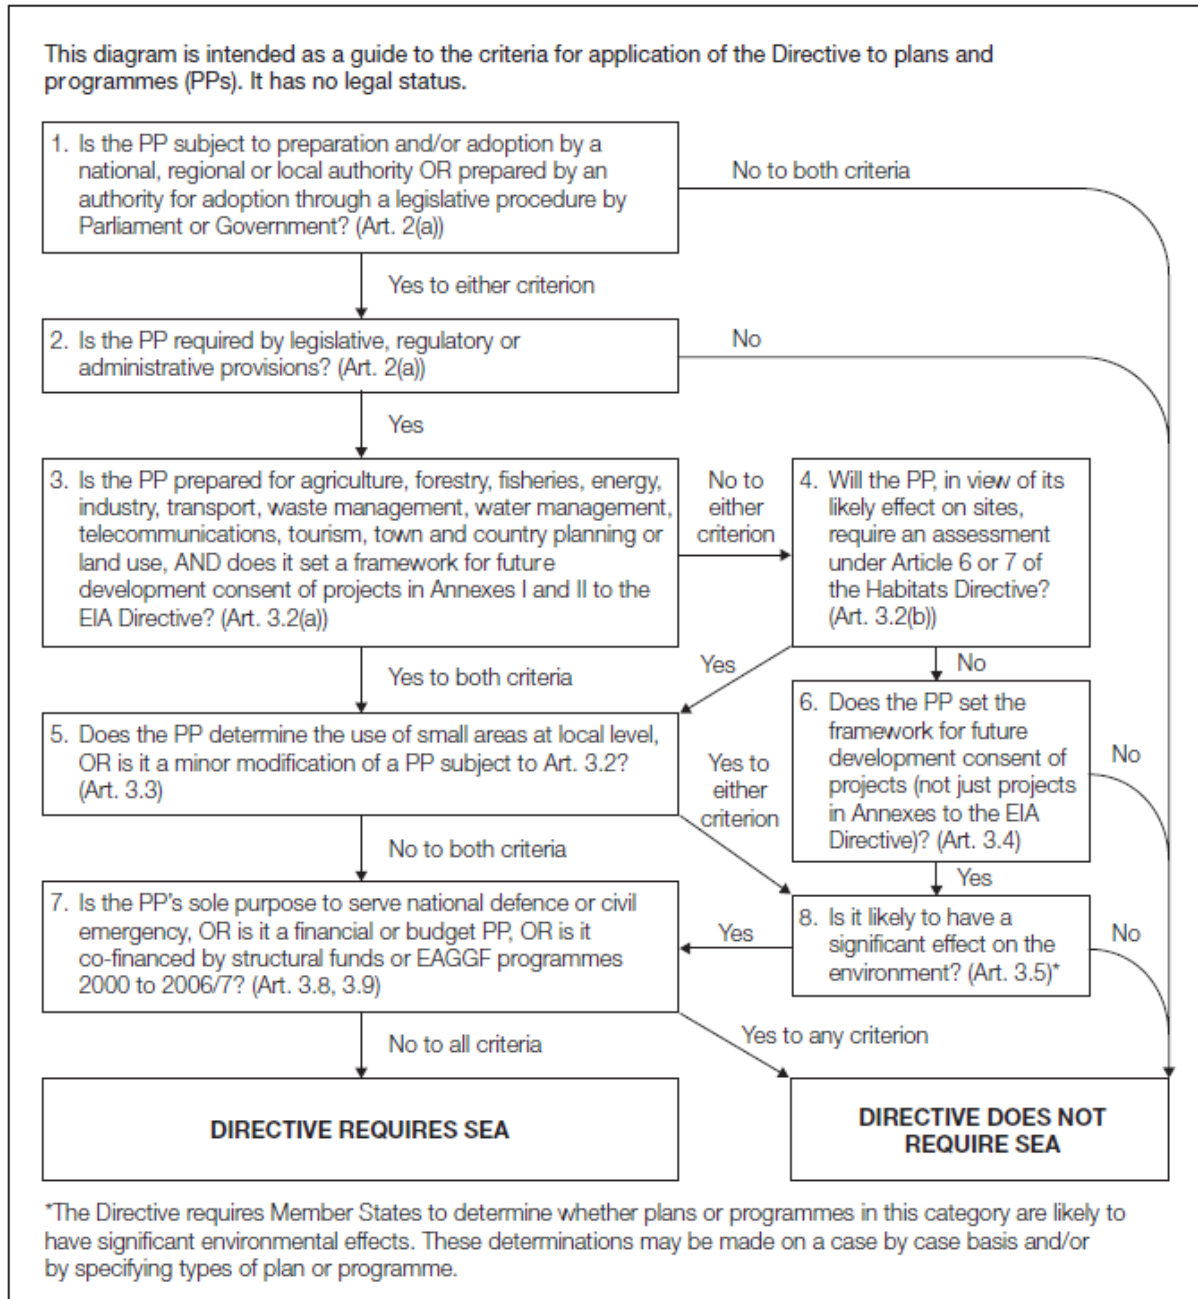 This diagram is intended as a guide to the criteria for application of the Directive to plans and
programmes (PPs). It has no legal status.
1. Is the PP subject to preparation and/or adoption by a
national, regional or local authority OR prepared by an
authority for adoption through a legislative procedure by
Parliament or Government? (Art. 2(a))
No to both criteria
Yes to either criterion
2. Is the PP required by legislative, regulatory or
administrative provisions? (Art. 2(a))
No
Yes
3. Is the PP prepared for agriculture, forestry, fisheries, energy,
industry, transport, waste management, water management,
telecommunications, tourism, town and country planning or
land use, AND does it set a framework for future
development consent of projects in Annexes I and II to the
EIA Directive? (Art. 3.2(a))
No to
either
criterion
4. Will the PP, in view of its
likely effect on sites,
require an assessment
under Article 6 or 7 of
the Habitats Directive?
(Art. 3.2(b))
Yes to both criteria
Yes
No
5. Does the PP determine the use of small areas at local level,
OR is it a minor modification of a PP subject to Art. 3.2?
(Art. 3.3)
Yes to
either
criterion
6. Does the PP set the
framework for future
development consent of
projects (not just projects
in Annexes to the EIA
Directive)? (Art. 3.4)
No
No to both criteria
Yes
7. Is the PP's sole purpose to serve national defence or civil
emergency, OR is it a financial or budget PP, OR is it
co-financed by structural funds or EAGGF programmes
2000 to 2006/7? (Art. 3.8, 3.9)
Yes
8. Is it likely to have a
significant effect on the
environment? (Art. 3.5)*
No
No to all criteria
Yes to any criterion
DIRECTIVE REQUIRES SEA
DIRECTIVE DOES NOT
REQUIRE SEA
*The Directive requires Member States to determine whether plans or programmes in this category are likely to
have significant environmental effects. These determinations may be made on a case by case basis and/or
by specifying types of plan or programme.